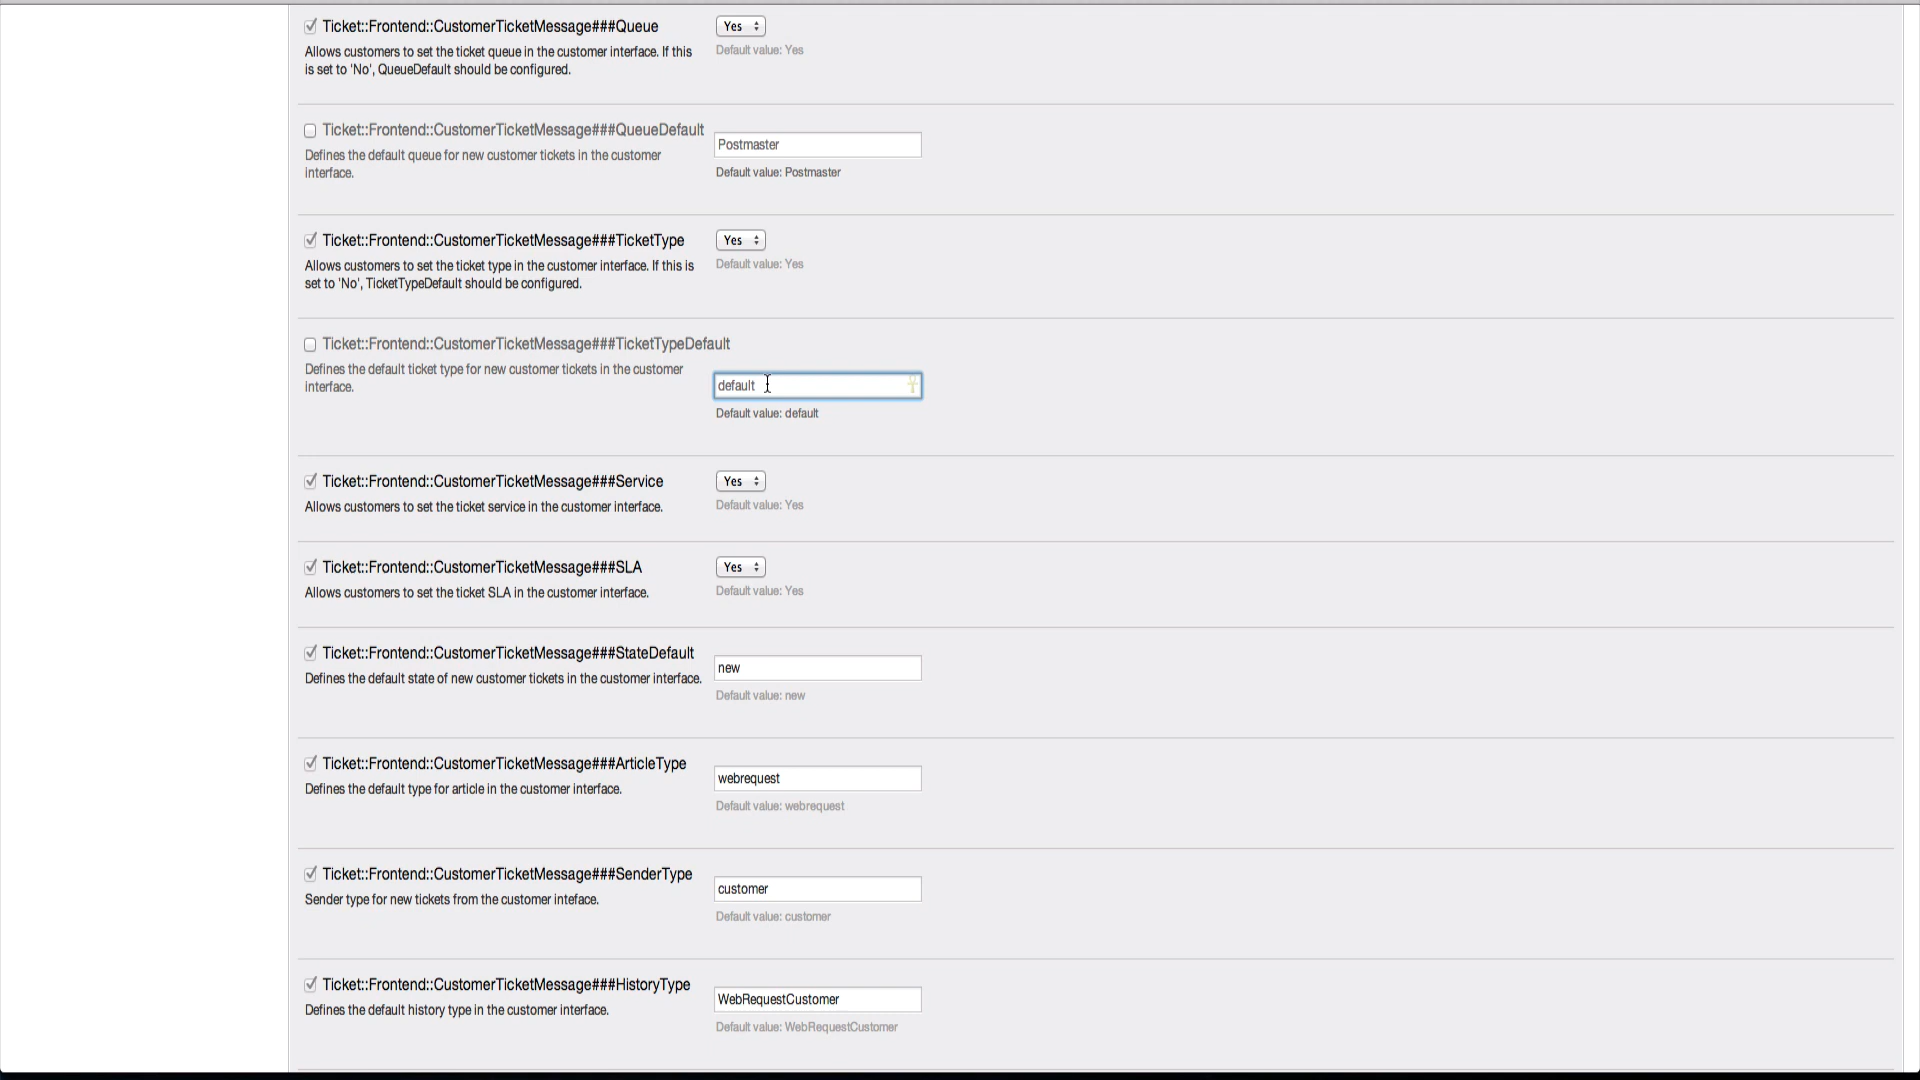 Ticket::Frontend::CustomerTicketMessage###Queue
Yes
Allows customers to set the ticket queue in the customer interface. If this
is set to 'No', QueueDefault should be configured.
Default value: Yes
Ticket::Frontend::CustomerTicketMessage###QueueDefault
Defines the default queue for new customer tickets in the customer
interface.
Postmaster
Default value: Postmaster
Ticket::Frontend::CustomerTicketMessage###TicketType
Yes
Allows customers to set the ticket type in the customer interface. If this is
set to 'No', TicketTypeDefault should be configured.
Default value: Yes
Ticket::Frontend::CustomerTicketMessage###TicketTypeDefault
Defines the default ticket type for new customer tickets in the customer
interface.
default
Default value: default
Ticket::Frontend::CustomerTicketMessage###Service
Yes
Allows customers to set the ticket service in the customer interface.
Default value: Yes
Ticket::Frontend::CustomerTicketMessage###SLA
Yes
Allows customers to set the ticket SLA in the customer interface.
Default value: Yes
Ticket::Frontend::CustomerTicketMessage###StateDefault
Defines the default state of new customer tickets in the customer interface.
new
Default value: new
Ticket::Frontend::CustomerTicketMessage###ArticleType
Defines the default type for article in the customer interface.
webrequest
Default value: webrequest
Ticket::Frontend::CustomerTicketMessage###SenderType
Sender type for new tickets from the customer inteface.
customer
Default value: customer
Ticket::Frontend::CustomerTicketMessage###HistoryType
Defines the default history type in the customer interface.
WebRequestCustomer
Default value: WebRequestCustomer